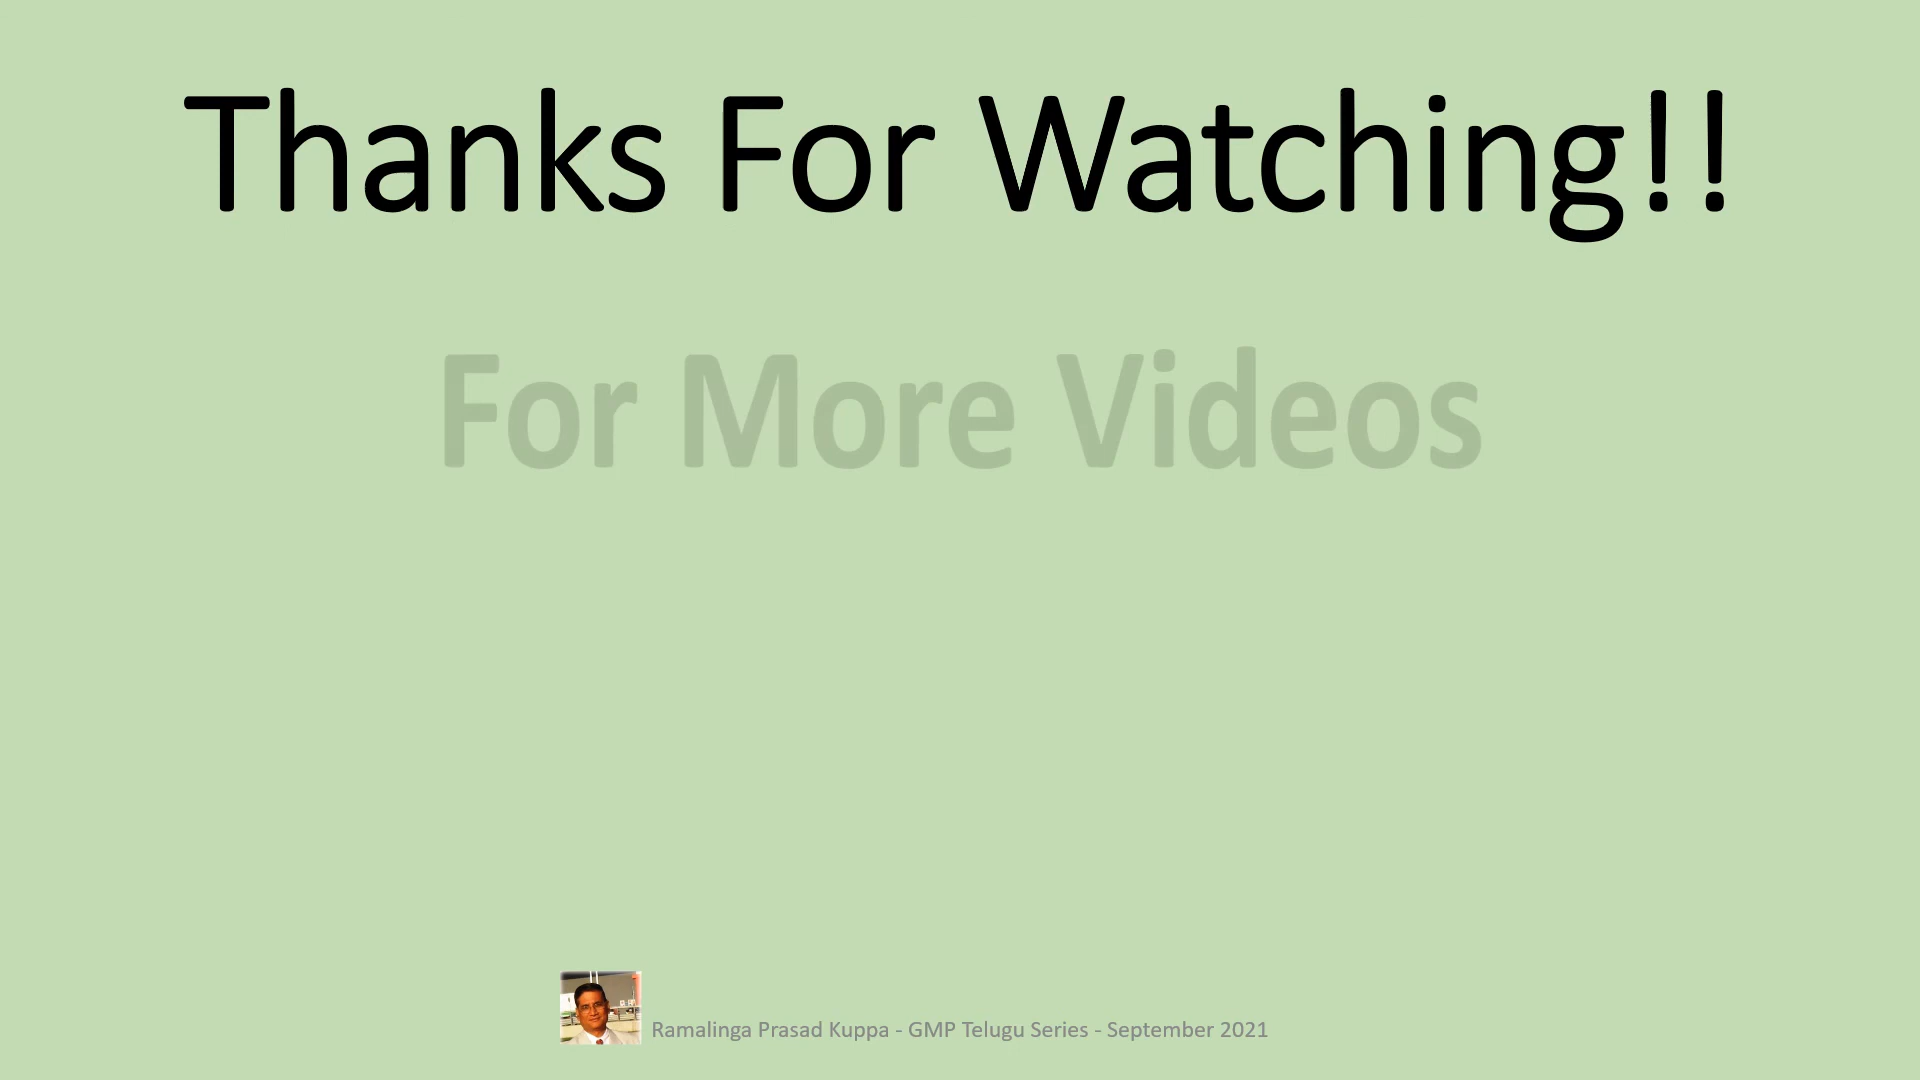 Thanks For Watching!!
For More Videos
Ramalinga Prasad Kuppa - GMP Telugu Series - September 2021